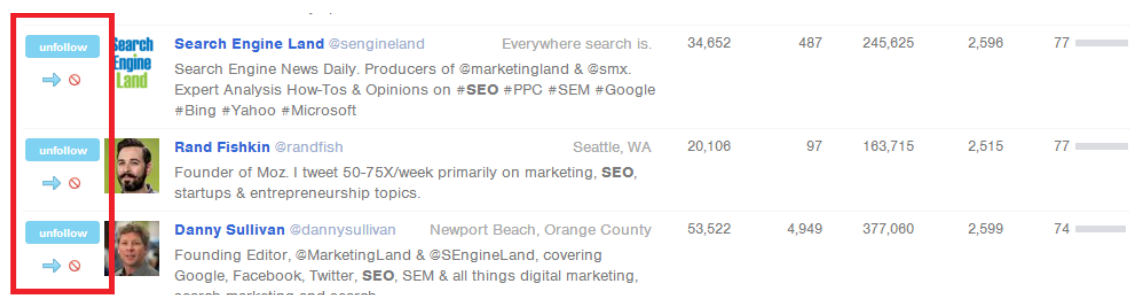 unfollow
Search
Engine
Land
Search Engine Land @sengineland Everywhere search is. 34,652 487 245,625 2,596 77
Search Engine News Daily. Producers of @marketingland & @smx.
Expert Analysis How-Tos & Opinions on #SEO #PPC #SEM #Google
#Bing #Yahoo #Microsoft
unfollow
Rand Fishkin @randfish Seattle, WA 20,106 97 163,715 2,515 77
Founder of Moz. I tweet 50-75X/week primarily on marketing, SEO,
startups & entrepreneurship topics.
unfollow
Danny Sullivan @dannysullivan Newport Beach, Orange County 53,522 4,949 377,060 2,599 74
Founding Editor, @MarketingLand & @SEngineLand, covering
Google, Facebook, Twitter, SEO, SEM & all things digital marketing,
search marketing and search